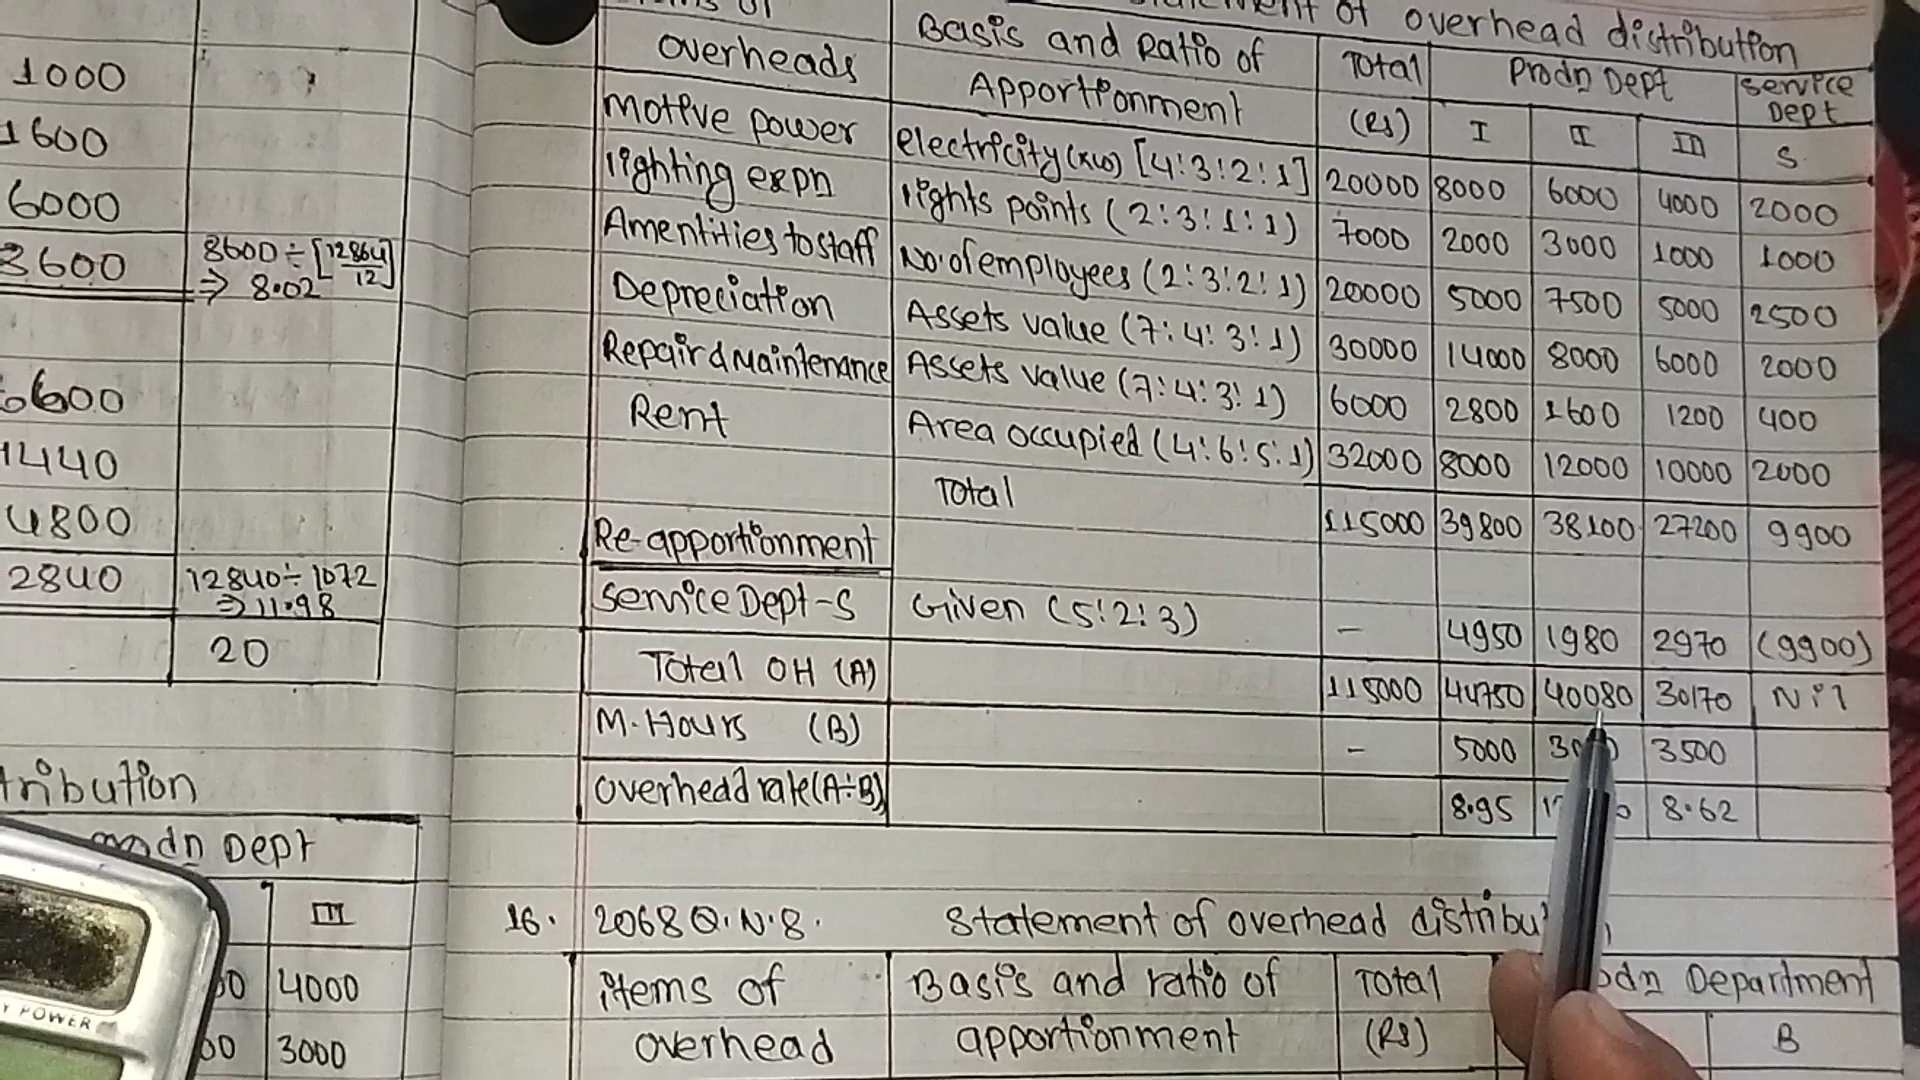 1000
1600
6000
3600 8600 ÷ [12864/12]
⇒ 8.02
6600
1440
4800
2840 12840 ÷ 1072
⇒ 11.98
20
tribution
prodn Dept
III
00 4000
00 3000
Y POWER
Statement of overhead distribution
Items of overheads | Basis and Ratio of Apportionment | Total (Rs) | Prodn Dept I II III | Service Dept S
Motive power | electricity (kw) [4:3:2:1] | 20000 | 8000 | 6000 | 4000 | 2000
lighting expn | lights points (2:3:1:1) | 7000 | 2000 | 3000 | 1000 | 1000
Amentities to staff | No. of employees (2:3:2:1) | 20000 | 5000 | 7500 | 5000 | 2500
Depreciation | Assets value (7:4:3:1) | 30000 | 14000 | 8000 | 6000 | 2000
Repair & Maintenance | Assets value (7:4:3:1) | 6000 | 2800 | 1600 | 1200 | 400
Rent | Area occupied (4:6:5:1) | 32000 | 8000 | 12000 | 10000 | 2000
Total | 115000 | 39800 | 38100 | 27200 | 9900
Re-apportionment
Service Dept-S | Given (5:2:3) | - | 4950 | 1980 | 2970 | (9900)
Total OH (A) | 115000 | 44750 | 40080 | 30170 | Nil
M. Hours (B) | - | 5000 | 3500
overhead rate (A÷B) | 8.95 | 8.62
16. 2068 Q.N.8. Statement of overhead distribu
items of overhead | Basis and ratio of apportionment | Total (Rs) | odn Department
B